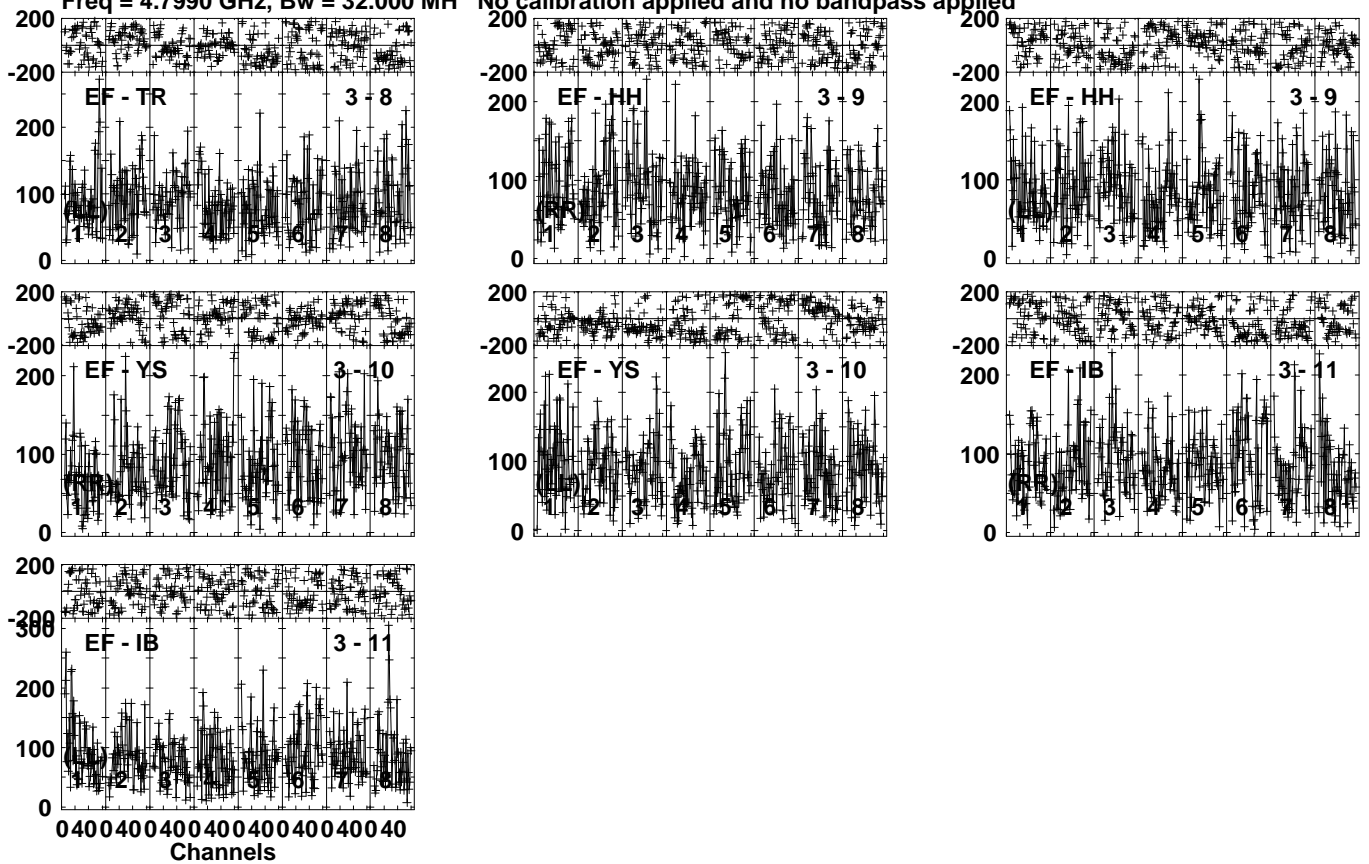 Freq = 4.7990 GHz, Bw = 32.000 MH No calibration applied and no bandpass applied
200
-200
EF - TR 3 - 8
200
100
0
(LL)
1 2 3 4 5 6 7 8
EF - HH 3 - 9
200
100
0
(RR)
1 2 3 4 5 6 7 8
200
-200
EF - HH 3 - 9
200
100
0
(LL)
1 2 3 4 5 6 7 8
200
-200
EF - YS 3 - 10
200
100
0
(RR)
1 2 3 4 5 6 7 8
EF - YS 3 - 10
200
100
0
(LL)
1 2 3 4 5 6 7 8
200
-200
EF - IB 3 - 11
200
100
0
(RR)
1 2 3 4 5 6 7 8
200
-200
300
EF - IB 3 - 11
200
100
0
(LL)
1 2 3 4 5 6 7 8
0 40 0 40 0 40 0 40 0 40 0 40 0 40 0 40
Channels